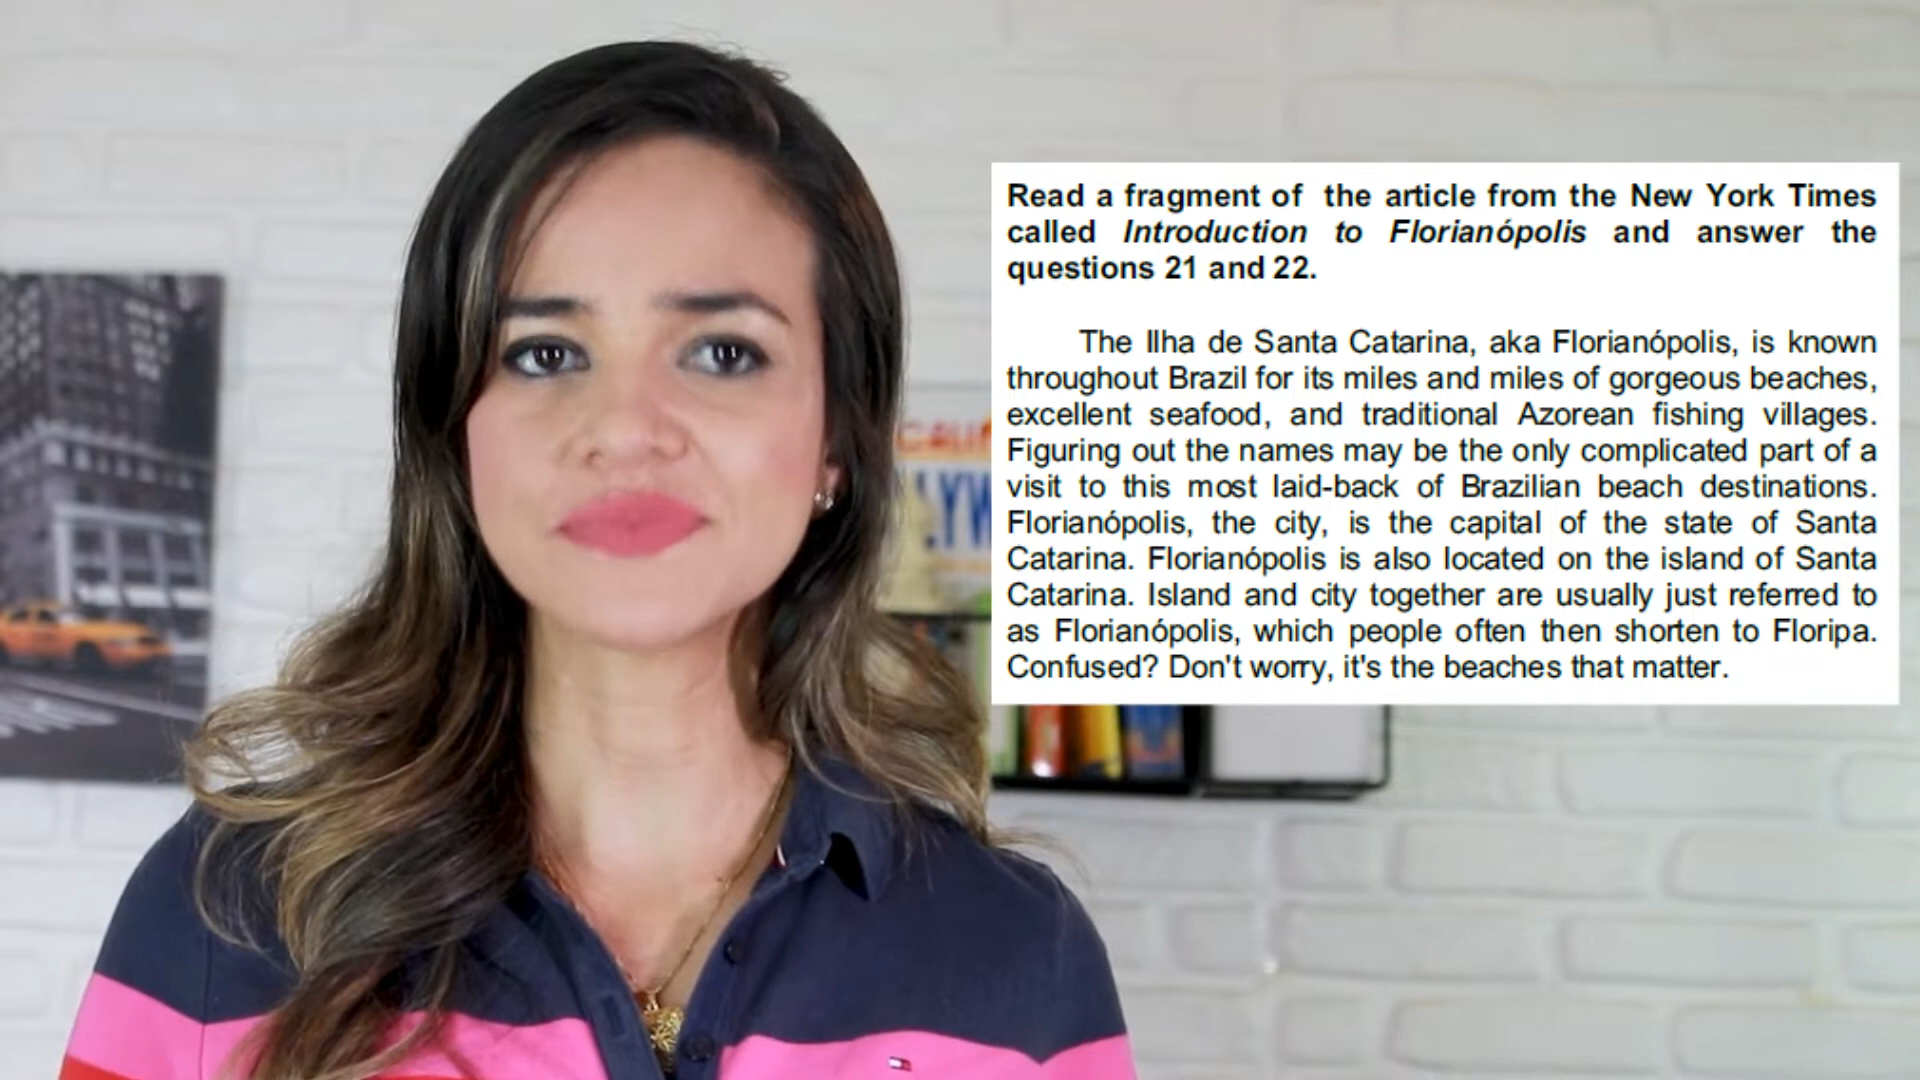 Read a fragment of the article from the New York Times
called Introduction to Florianópolis and answer the
questions 21 and 22.
The Ilha de Santa Catarina, aka Florianópolis, is known
throughout Brazil for its miles and miles of gorgeous beaches,
excellent seafood, and traditional Azorean fishing villages.
Figuring out the names may be the only complicated part of a
visit to this most laid-back of Brazilian beach destinations.
Florianópolis, the city, is the capital of the state of Santa
Catarina. Florianópolis is also located on the island of Santa
Catarina. Island and city together are usually just referred to
as Florianópolis, which people often then shorten to Floripa.
Confused? Don't worry, it's the beaches that matter.